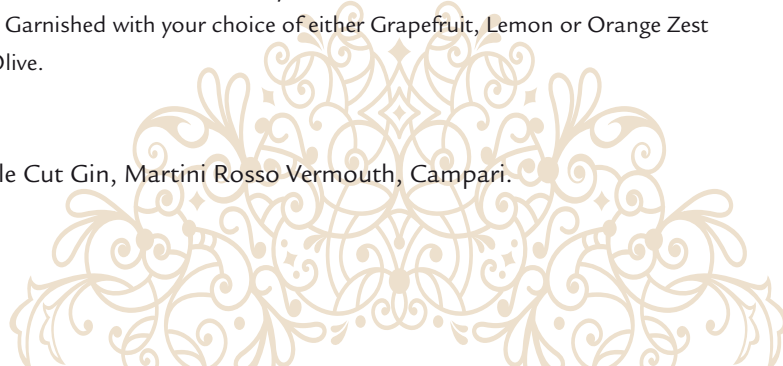 Garnished with your choice of either Grapefruit, Lemon or Orange Zest
Olive.
le Cut Gin, Martini Rosso Vermouth, Campari.